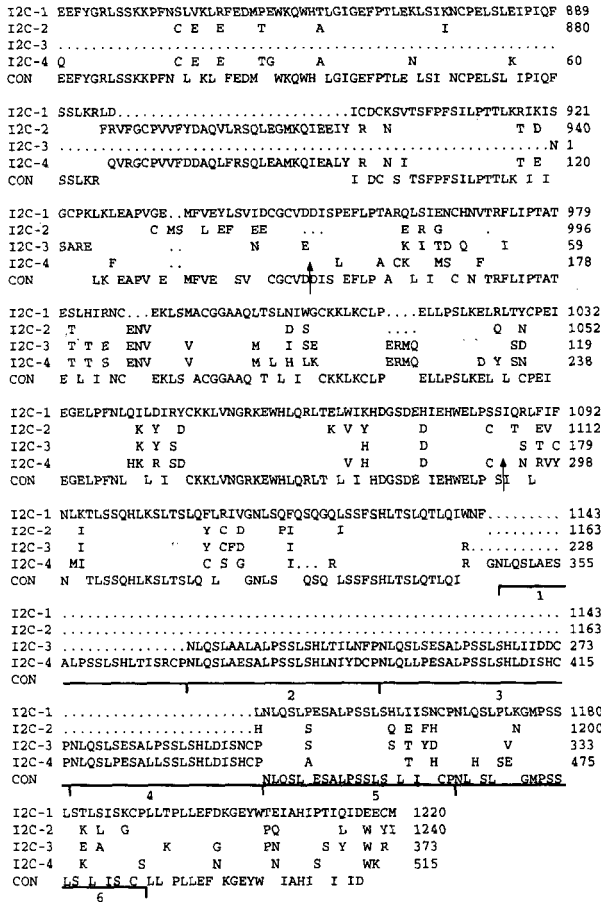 I2C-1 EEFYGRLSSKKPFNSLVKLRFEDMPEWKQWHTLGIGEFPTLEKLSIKNCPELSLEIPIQF 889
I2C-2 C E E T A I 880
I2C-3 ............................................................
I2C-4 Q C E E TG A N K 60
CON EEFYGRLSSKKPFN L KL FEDM WKQWHLGIGEFPTLE LSI NCPELSL IPIQF
I2C-1 SSLKRLD..............................ICDCKSVTSFPFSILPTTLKRIKIS 921
I2C-2 FRVFGCPVVFYDAQVLRSQLEGMKQIEEIY R N T D 940
I2C-3 ...........................................................N 1
I2C-4 QVRGCPVVFDDAQLFRSQLEAMKQIEALY R N I T E 120
CON SSLKR I DC S TSFPFSILPTTLK I I
I2C-1 GCPKLKLEAPVGE..MFVEYLSVIDCGCVDDISPEFLPTARQLSIENCHNVTRFLIPTAT 979
I2C-2 C MS L EF EE E R G . 996
I2C-3 SARE .. N E K I TD Q I 59
I2C-4 F .. L A CK MS F 178
CON LK EAPV E MFVE SV CGCVDDIS EFLP A L I C N TRFLIPTAT
I2C-1 ESLHIRNC...EKLSMACGGAAQLTSLNIWGCKKLKCLP....ELLPSLKELRLTYCPEI 1032
I2C-2 T ENV D S .... Q N 1052
I2C-3 T T E ENV V M I SE ERMQ SD 119
I2C-4 T T S ENV V M L H LK ERMQ D Y SN 238
CON E L I NC EKLS ACGGAAQ T L I CKKLKCLP ELLPSLKEL L CPEI
I2C-1 EGELPFNLQILDIRYCKKLVNGRKEWHLQRLTELWIKHDGSDEHIEHWELPSSIQRLFIF 1092
I2C-2 K Y D K V Y D C T EV 1112
I2C-3 K Y S H D S T C 179
I2C-4 HK R SD V H D C N RVY 298
CON EGELPFNL L I CKKLVNGRKEWHLQRLT L I HDGSDE IEHWELP SI L
I2C-1 NLKTLSSQHLKSLTSLQFLRIVGNLSQFQSQGQLSSFSHLTSLQTLQIWNF......... 1143
I2C-2 I Y C D PI I 1163
I2C-3 I Y CFD I R......... 228
I2C-4 MI C S G I... R R GNLQSLAES 355
CON N TLSSQHLKSLTSLQ L GNLS QSQ LSSFSHLTSLQTLQI
1
I2C-1 ............................................................ 1143
I2C-2 ............................................................ 1163
I2C-3 ...............NLQSLAALALPSSLSHLTILNFPNLQSLSESALPSSLSHLIIDDC 273
I2C-4 ALPSSLSHLTISRCPNLQSLAESALPSSLSHLNIYDCPNLQLLPESALPSSLSHLDISHC 415
CON
2 3
I2C-1 .........................LNLQSLPESALPSSLSHLIISNCPNLQSLPLKGMPSS 1180
I2C-2 ......................... H S Q E FH N 1200
I2C-3 PNLQSLSESALPSSLSHLDISNCP S S T YD V 333
I2C-4 PNLQSLPESALLSSLSHLDISNCP A T H H SE 475
CON NLQSL ESALPSSLS L I CPNL SL GMPSS
4 5
I2C-1 LSTLSISKCPLLTPLLEFDKGEYWTEIAHIPTIQIDEECM 1220
I2C-2 K L G PQ L W YI 1240
I2C-3 E A K G PN S Y W R 373
I2C-4 K S N N S WK 515
CON LS L IS C LL PLLEF KGEYW IAHI I ID
6